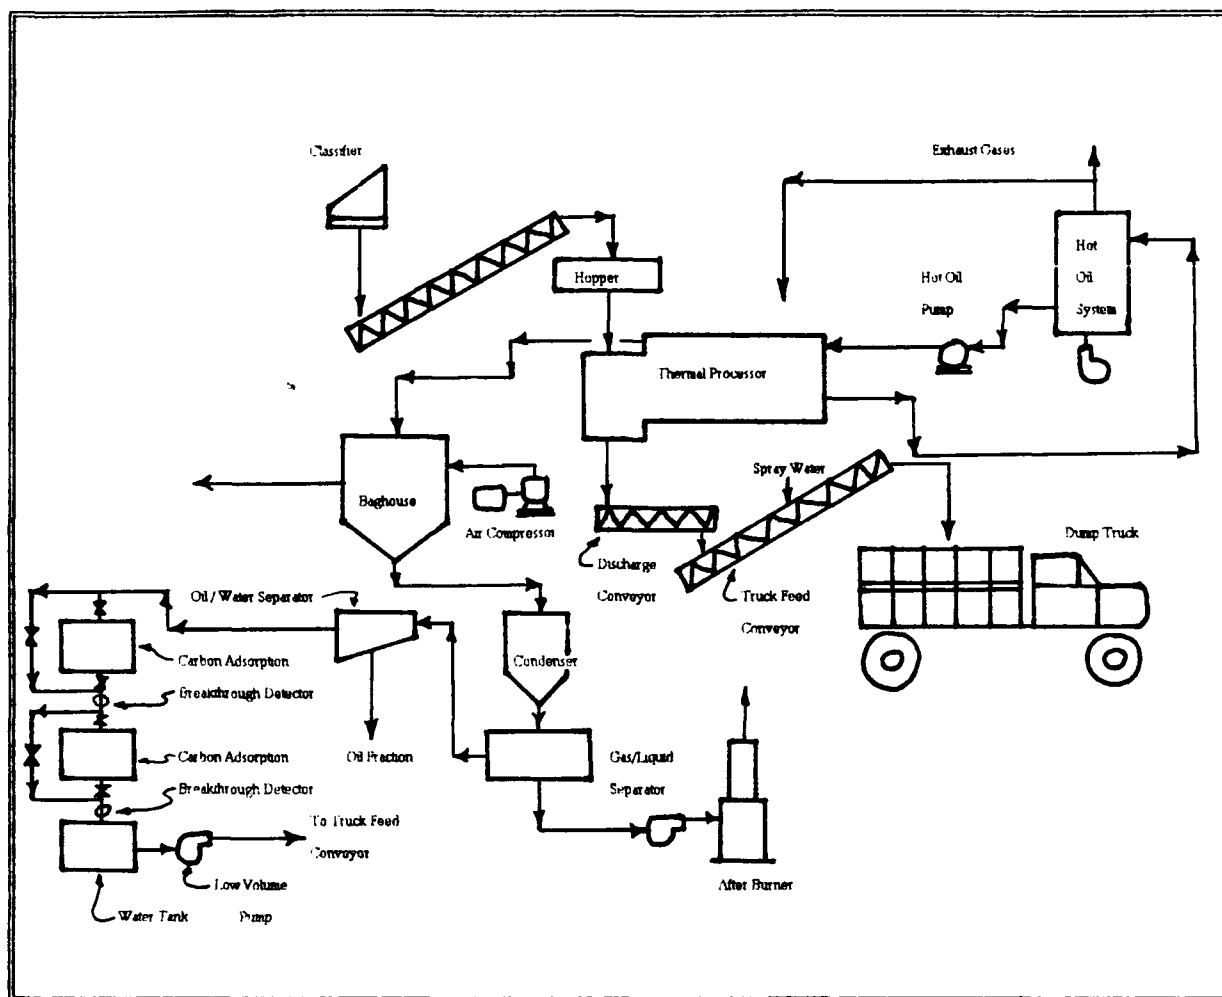 Classifier
Exhaust Gases
Hopper
Hot
Oil
System
Hot Oil
Pump
Thermal Processor
Baghouse
Air Compressor
Spray Water
Dump Truck
Discharge
Conveyor
Truck Feed
Conveyor
Oil / Water Separator
Condenser
Carbon Adsorption
Breakthrough Detector
Carbon Adsorption
Breakthrough Detector
Oil Fraction
Gas/Liquid
Separator
To Truck Feed
Conveyor
Low Volume
Pump
Water Tank
After Burner